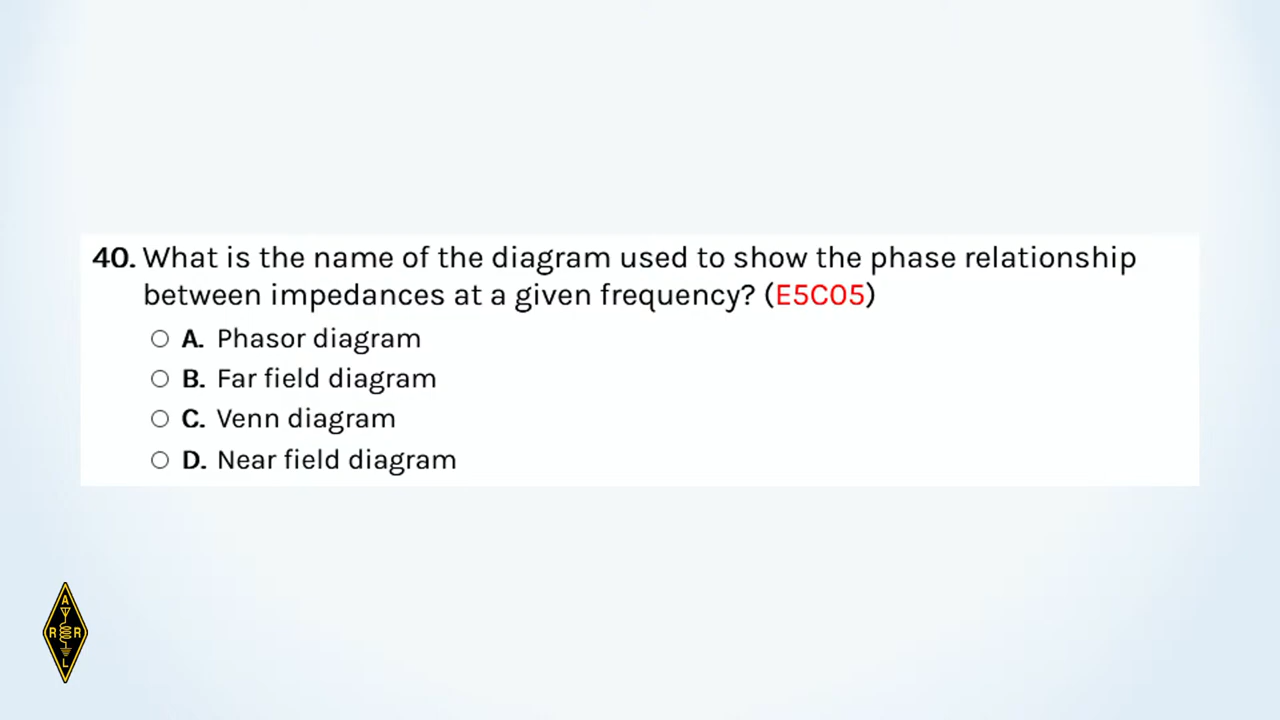 40. What is the name of the diagram used to show the phase relationship
between impedances at a given frequency? (E5C05)
A. Phasor diagram
B. Far field diagram
C. Venn diagram
D. Near field diagram
A
R R
L